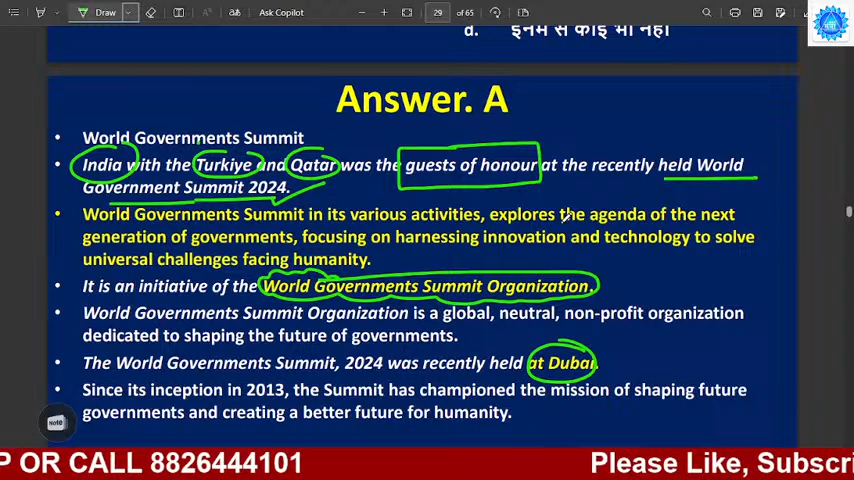 Draw
Ask Copilot
29 of 65
d. इनमें से कोई भी नहीं
Answer. A
• World Governments Summit
• India with the Turkiye and Qatar was the guests of honour at the recently held World
Government Summit 2024.
• World Governments Summit in its various activities, explores the agenda of the next
generation of governments, focusing on harnessing innovation and technology to solve
universal challenges facing humanity.
• It is an initiative of the World Governments Summit Organization.
• World Governments Summit Organization is a global, neutral, non-profit organization
dedicated to shaping the future of governments.
• The World Governments Summit, 2024 was recently held at Dubai.
• Since its inception in 2013, the Summit has championed the mission of shaping future
governments and creating a better future for humanity.
P OR CALL 8826444101
Please Like, Subscri